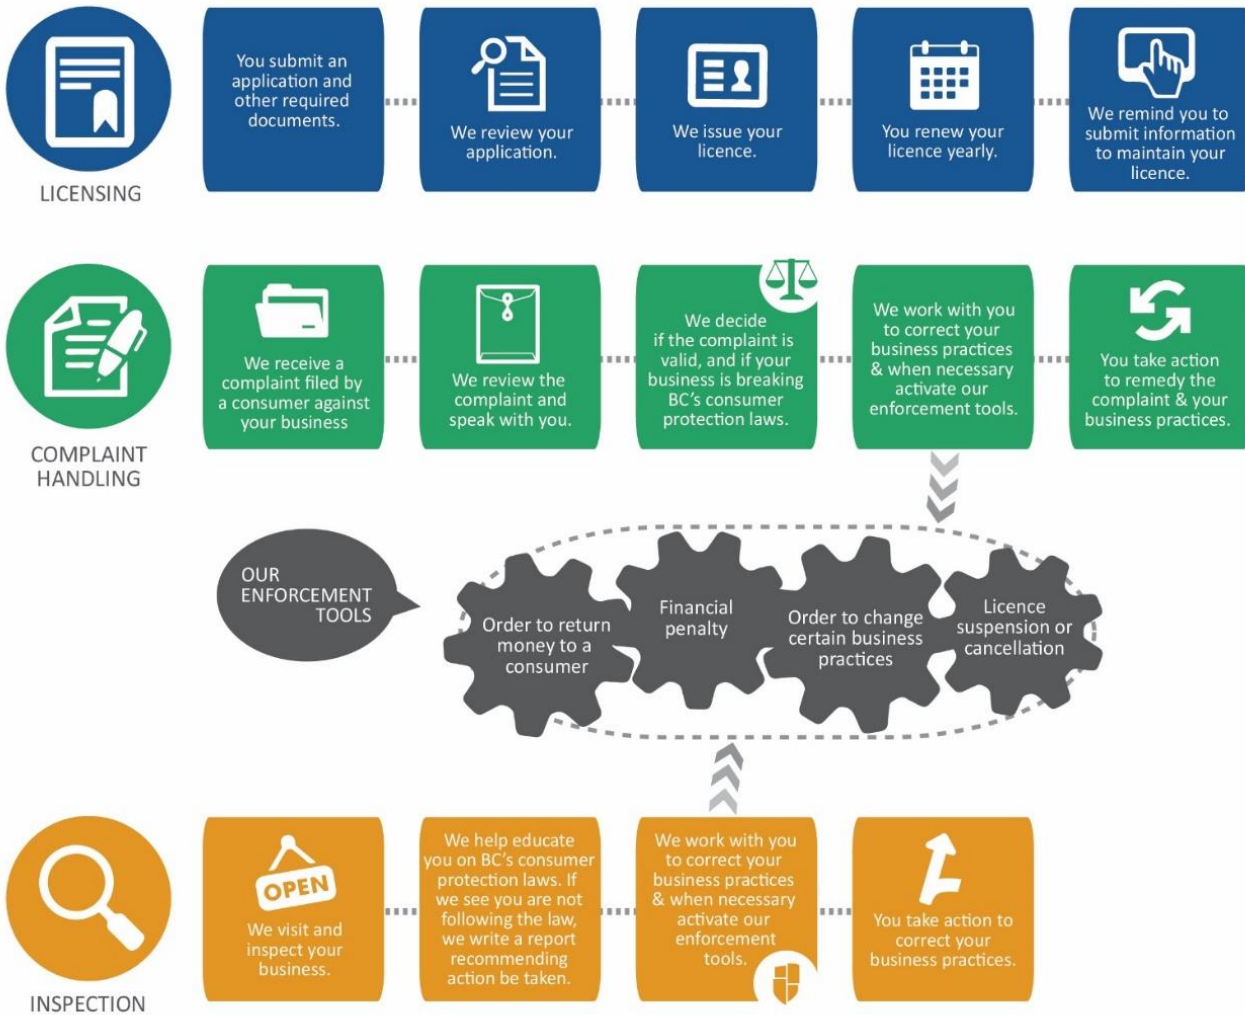 LICENSING
You submit an
application and
other required
documents.
We review your
application.
We issue your
licence.
You renew your
licence yearly.
We remind you to
submit information
to maintain your
licence.
COMPLAINT
HANDLING
We receive a
complaint filed by
a consumer against
your business
We review the
complaint and
speak with you.
We decide
if the complaint is
valid, and if your
business is breaking
BC's consumer
protection laws.
We work with you
to correct your
business practices
& when necessary
activate our
enforcement tools.
You take action
to remedy the
complaint & your
business practices.
OUR
ENFORCEMENT
TOOLS
Order to return
money to a
consumer
Financial
penalty
Order to change
certain business
practices
Licence
suspension or
cancellation
INSPECTION
OPEN
We visit and
inspect your
business.
We help educate
you on BC's consumer
protection laws. If
we see you are not
following the law,
we write a report
recommending
action be taken.
We work with you
to correct your
business practices
& when necessary
activate our
enforcement
tools.
You take action to
correct your
business practices.